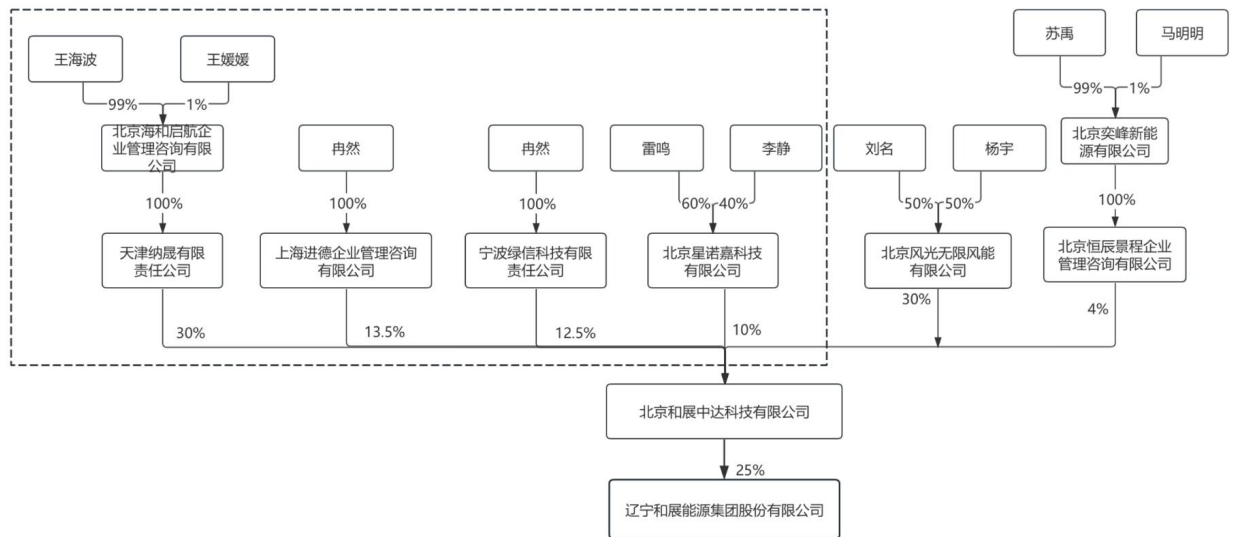 苏禹
马明明
王海波
王媛媛
99%
1%
99%
1%
北京海和启航企
业管理咨询有限
公司
冉然
冉然
雷鸣
李静
刘名
杨宇
北京奕峰新能
源有限公司
100%
100%
100%
60%
40%
50%
50%
100%
天津纳晟有限
责任公司
上海进德企业管理咨询
有限公司
宁波绿信科技有限
责任公司
北京星诺嘉科技
有限公司
北京风光无限风能
有限公司
北京恒辰景程企业
管理咨询有限公司
30%
13.5%
12.5%
10%
30%
4%
北京和展中达科技有限公司
25%
辽宁和展能源集团股份有限公司